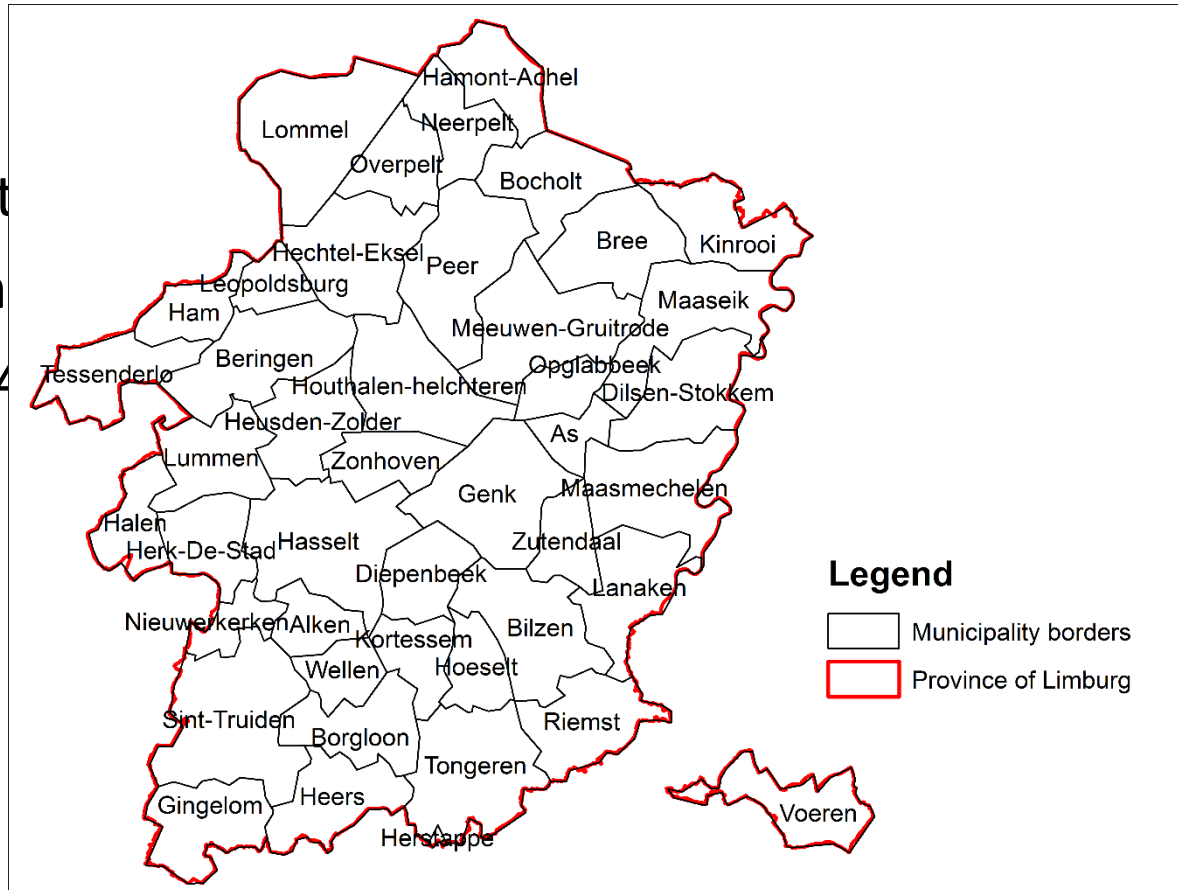 Hamont-Achel
Lommel
Neerpelt
Overpelt
Bocholt
t
Bree
Kinrooi
Hechtel-Eksel
Peer
Leopoldsburg
n
Maaseik
Ham
Meeuwen-Gruitrode
Beringen
Opglabbeek
Tessenderlo
4
Houthalen-helchteren
Dilsen-Stokkem
Heusden-Zolder
As
Lummen
Zonhoven
Genk
Maasmechelen
Halen
Herk-De-Stad
Hasselt
Zutendaal
Diepenbeek
Lanaken
Legend
Nieuwerkerken
Alken
Bilzen
Municipality borders
Kortessem
Wellen
Hoeselt
Province of Limburg
Sint-Truiden
Riemst
Borgloon
Tongeren
Gingelom
Heers
Voeren
Herstappe